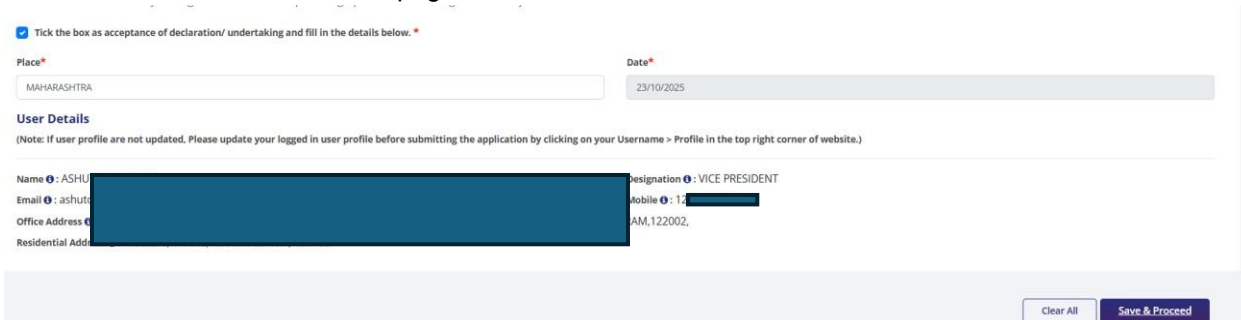 Tick the box as acceptance of declaration/ undertaking and fill in the details below. *
Place* Date*
MAHARASHTRA 23/10/2025
User Details
(Note: If user profile are not updated, Please update your logged in user profile before submitting the application by clicking on your Username > Profile in the top right corner of website.)
Name : ASHU Designation : VICE PRESIDENT
Email : ashut Mobile : 12
Office Address AM,122002,
Residential Addr
Clear All Save & Proceed